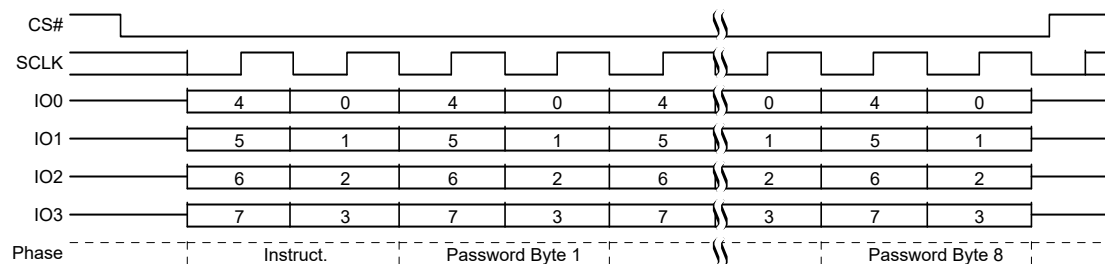 CS#
SCLK
IO0 4 0 4 0 4 0 4 0
IO1 5 1 5 1 5 1 5 1
IO2 6 2 6 2 6 2 6 2
IO3 7 3 7 3 7 3 7 3
Phase Instruct. Password Byte 1 Password Byte 8